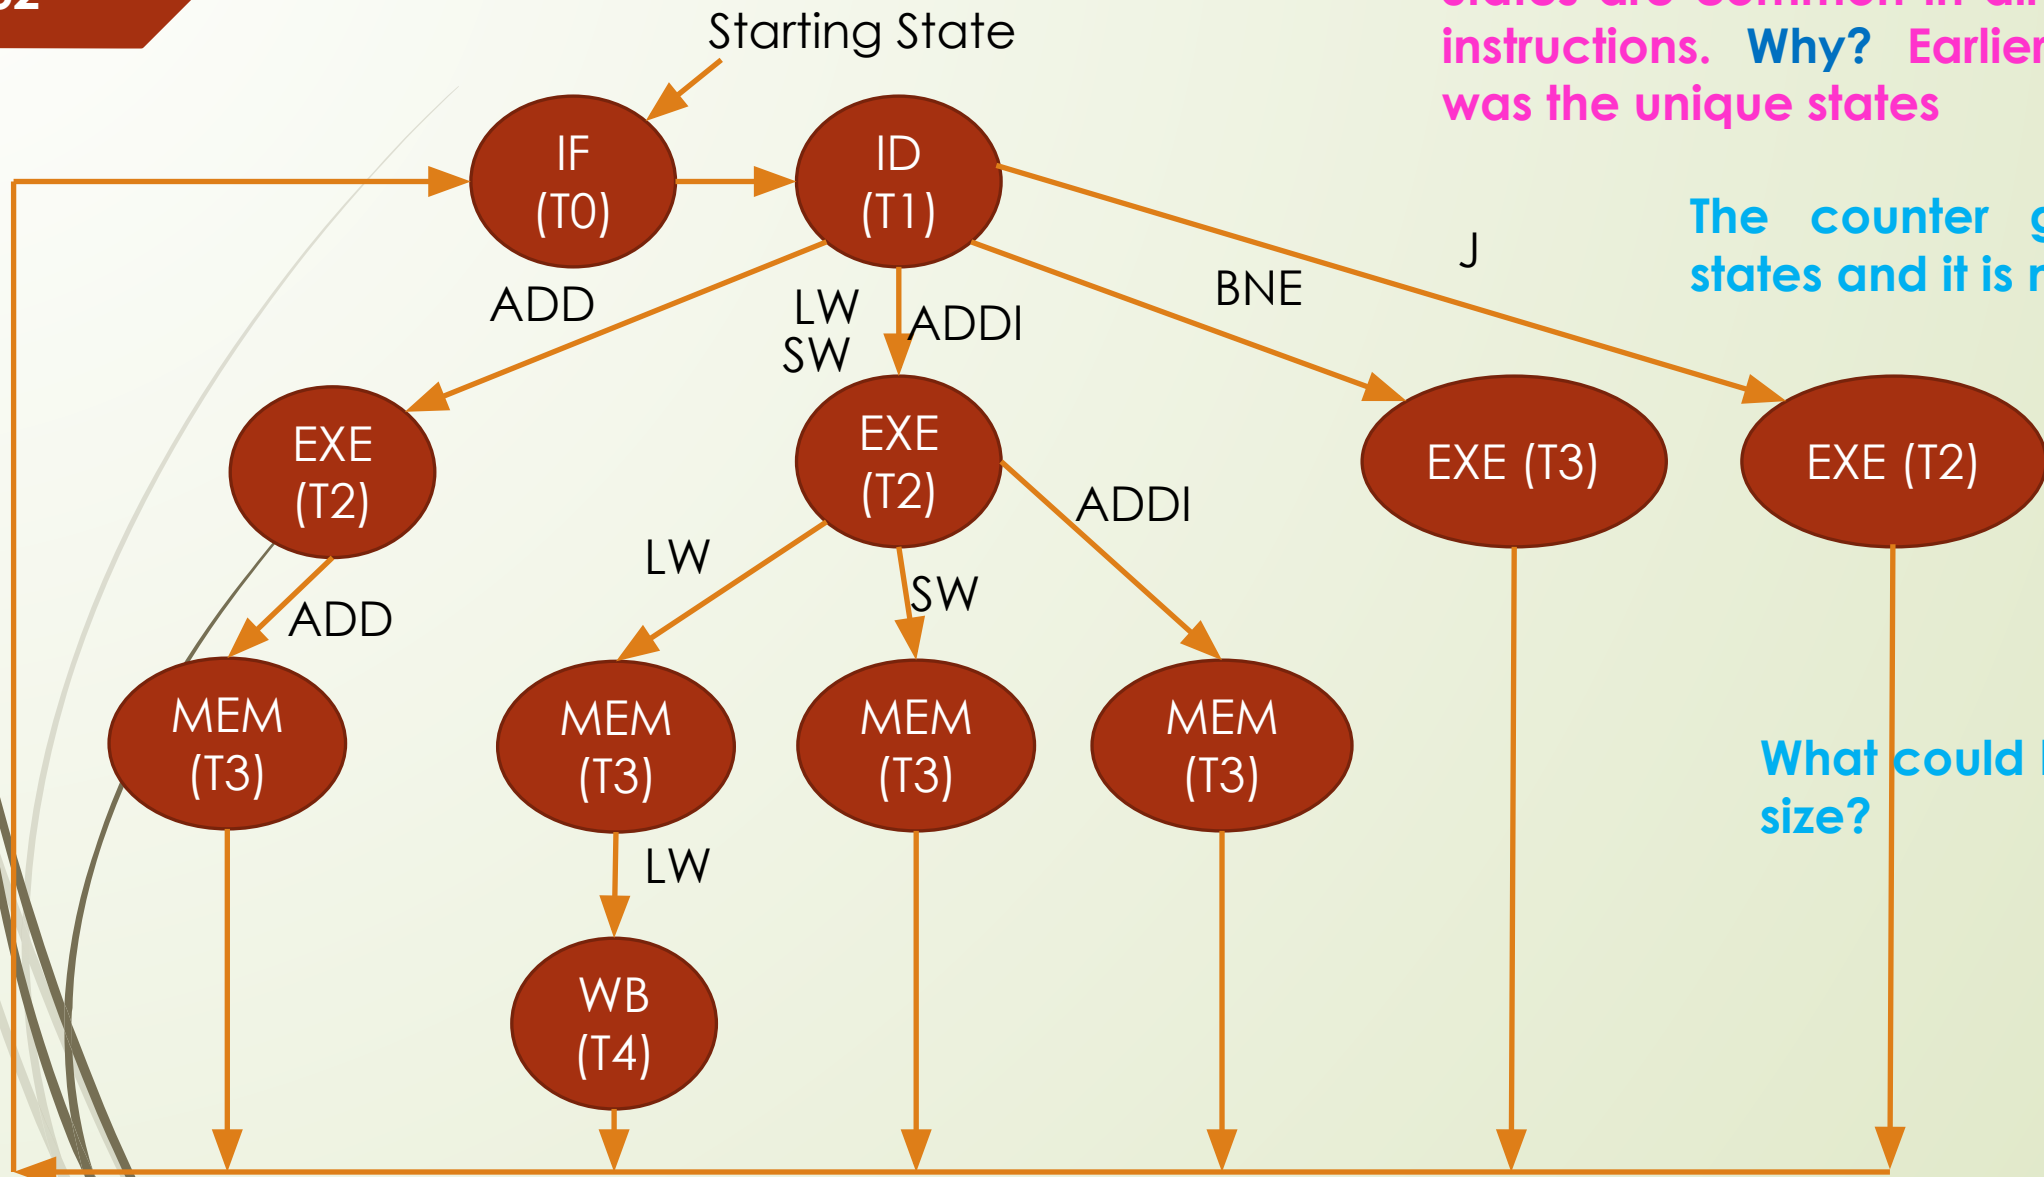 Starting State
instructions. Why? Earlier
was the unique states
IF
(T0)
ID
(T1)
The counter
states and it is
J
BNE
ADD
LW
ADDI
SW
EXE
(T2)
EXE
(T2)
EXE (T3)
EXE (T2)
ADDI
LW
SW
ADD
MEM
(T3)
MEM
(T3)
MEM
(T3)
MEM
(T3)
What could
size?
LW
WB
(T4)